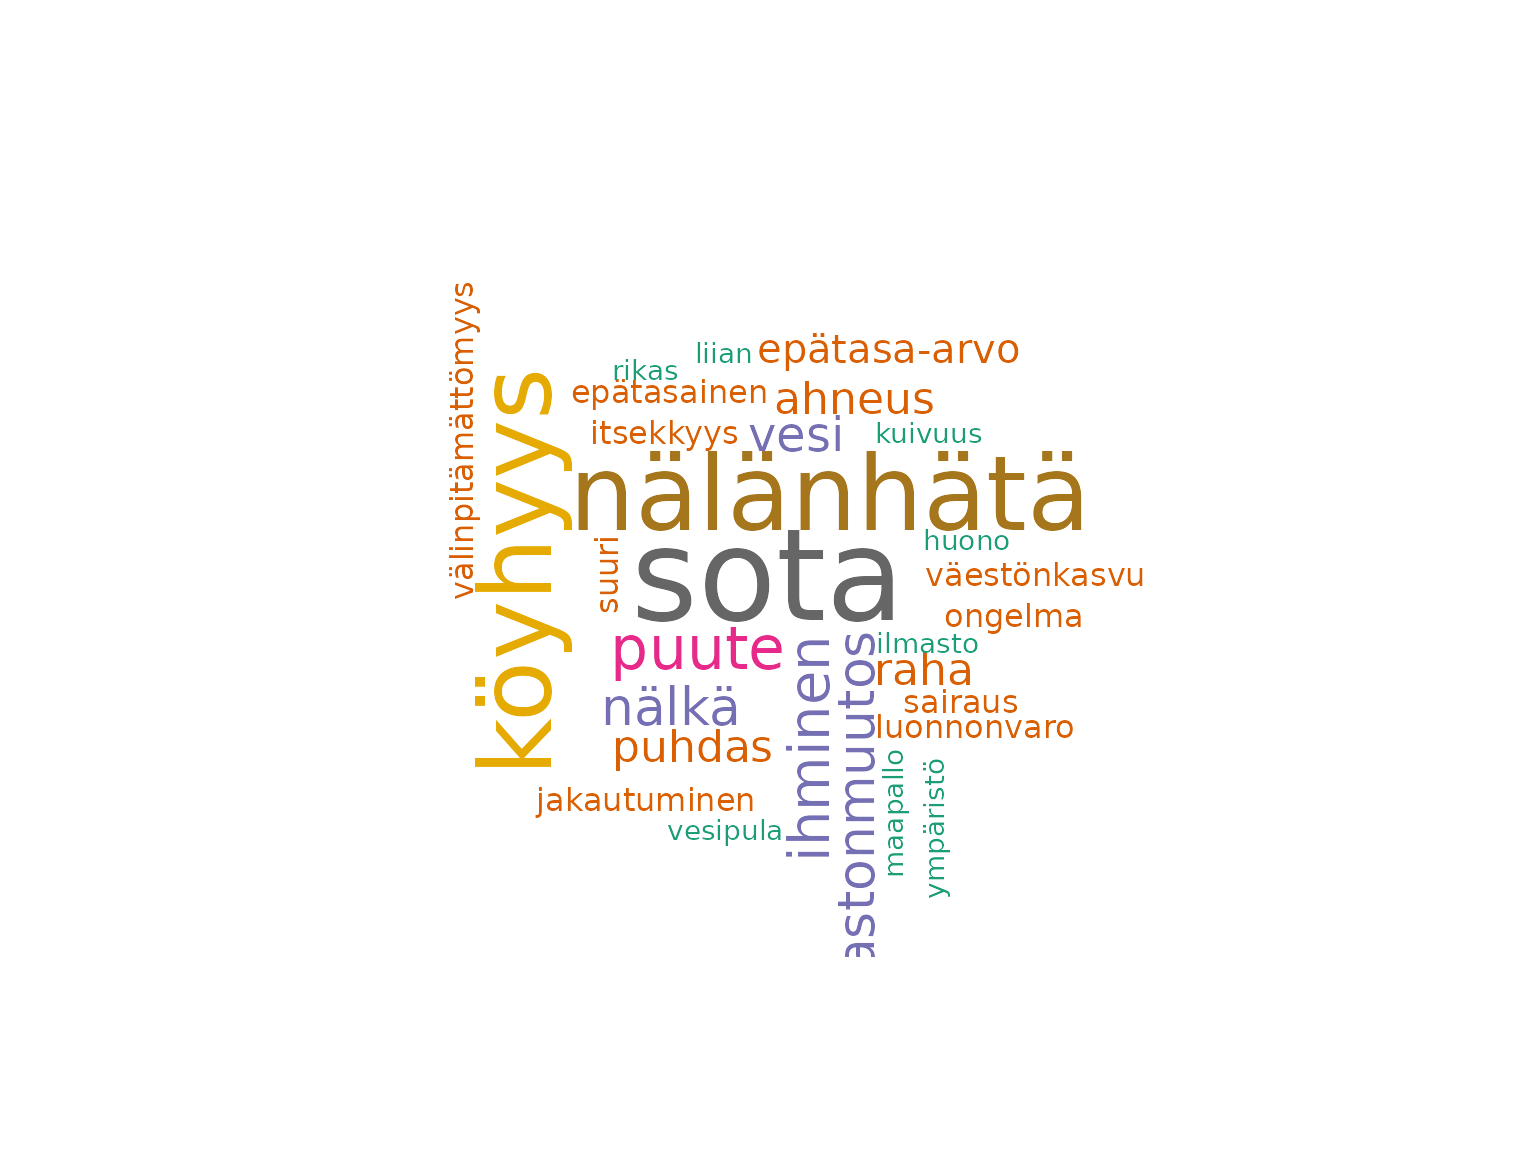 välinpitämättömyys
köyhyys
liian
epätasa-arvo
rikas
epätasainen
ahneus
itsekkyys
vesi
kuivuus
nälänhätä
suuri
sota
huono
väestönkasvu
ongelma
puute
ihminen
astonmuutos
ilmasto
raha
nälkä
sairaus
luonnonvaro
puhdas
maapallo
ympäristö
jakautuminen
vesipula